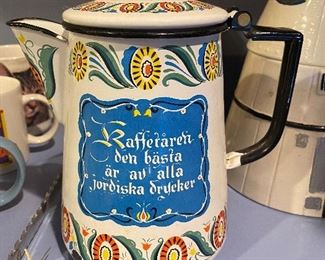 Kaffetåren
den bästa
är av alla
jordiska drycker